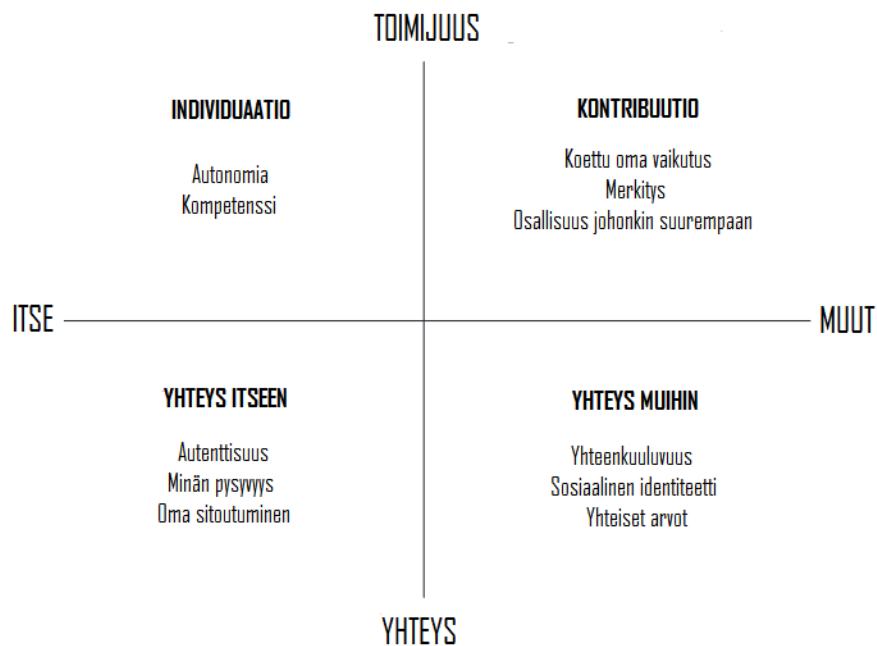 TOIMIJUUS
INDIVIDUAATIO
Autonomia
Kompetenssi
KONTRIBUUTIO
Koettu oma vaikutus
Merkitys
Osallisuus johonkin suurempaan
ITSE
MUUT
YHTEYS ITSEEN
Autenttisuus
Minän pysyvyys
Oma sitoutuminen
YHTEYS MUIHIN
Yhteenkuuluvuus
Sosiaalinen identiteetti
Yhteiset arvot
YHTEYS